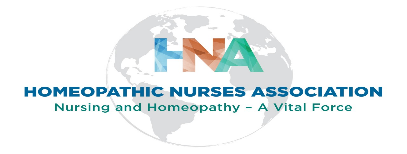 HNA
HOMEOPATHIC NURSES ASSOCIATION
Nursing and Homeopathy – A Vital Force